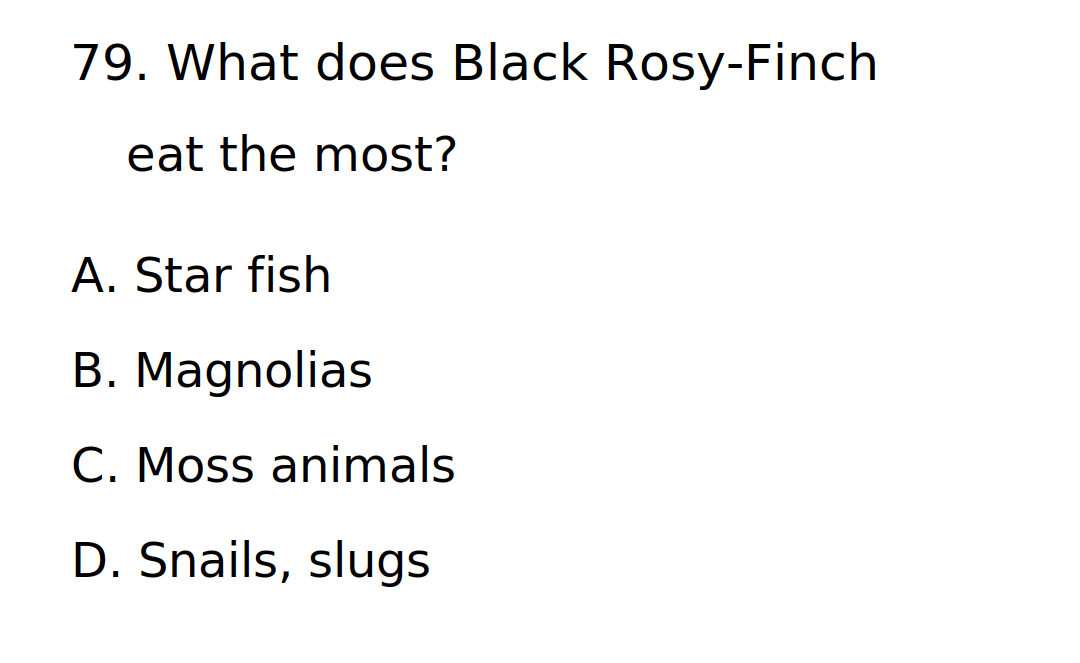 79. What does Black Rosy-Finch
eat the most?
A. Star fish
B. Magnolias
C. Moss animals
D. Snails, slugs